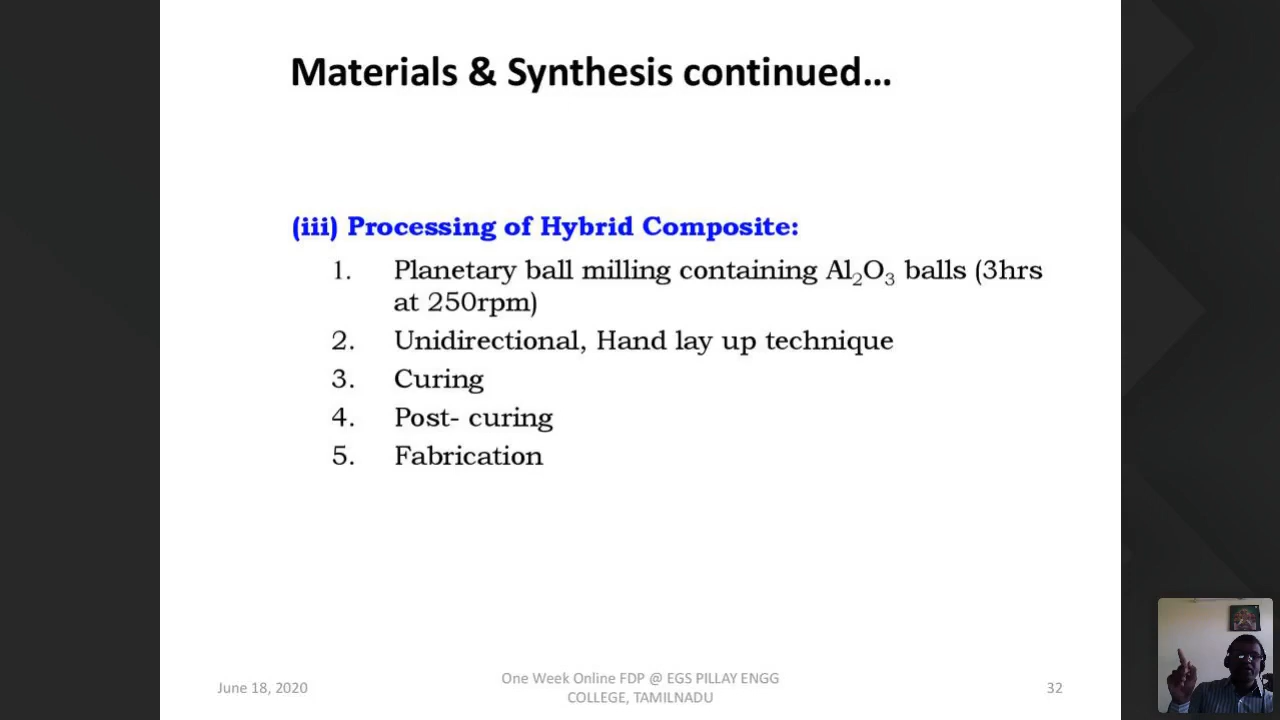 Materials & Synthesis continued…
(iii) Processing of Hybrid Composite:
1. Planetary ball milling containing Al₂O₃ balls (3hrs
at 250rpm)
2. Unidirectional, Hand lay up technique
3. Curing
4. Post- curing
5. Fabrication
June 18, 2020
One Week Online FDP @ EGS PILLAY ENGG
COLLEGE, TAMILNADU
32